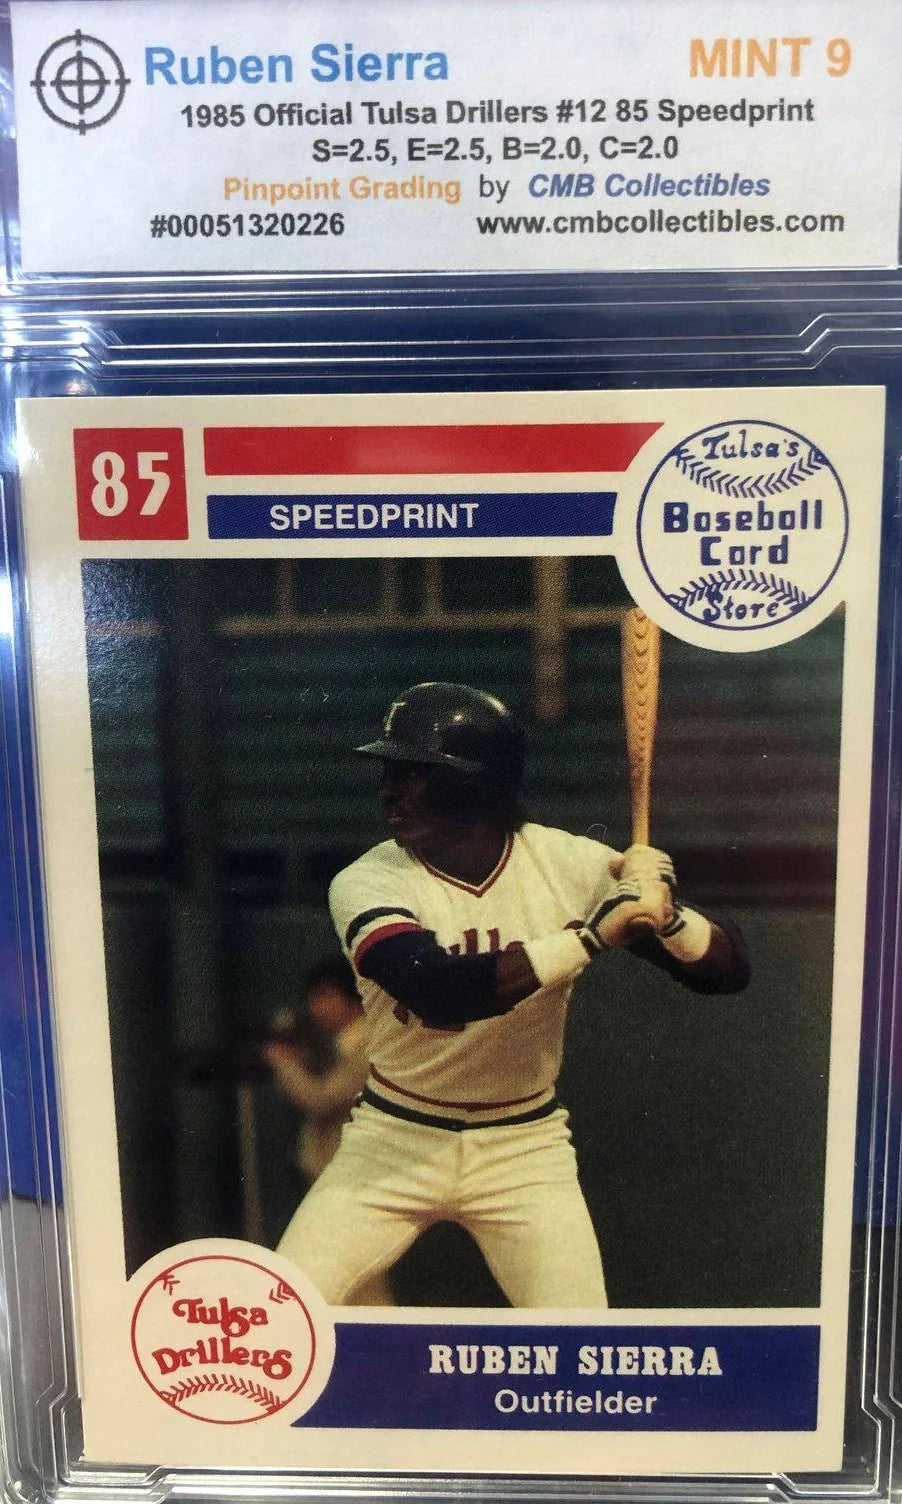 Ruben Sierra MINT 9
1985 Official Tulsa Drillers #12 85 Speedprint
S=2.5, E=2.5, B=2.0, C=2.0
Pinpoint Grading by CMB Collectibles
#00051320226 www.cmbcollectibles.com
85
SPEEDPRINT
Tulsa's
Baseball
Card
Store
T
Tulsa
Drillers
RUBEN SIERRA
Outfielder